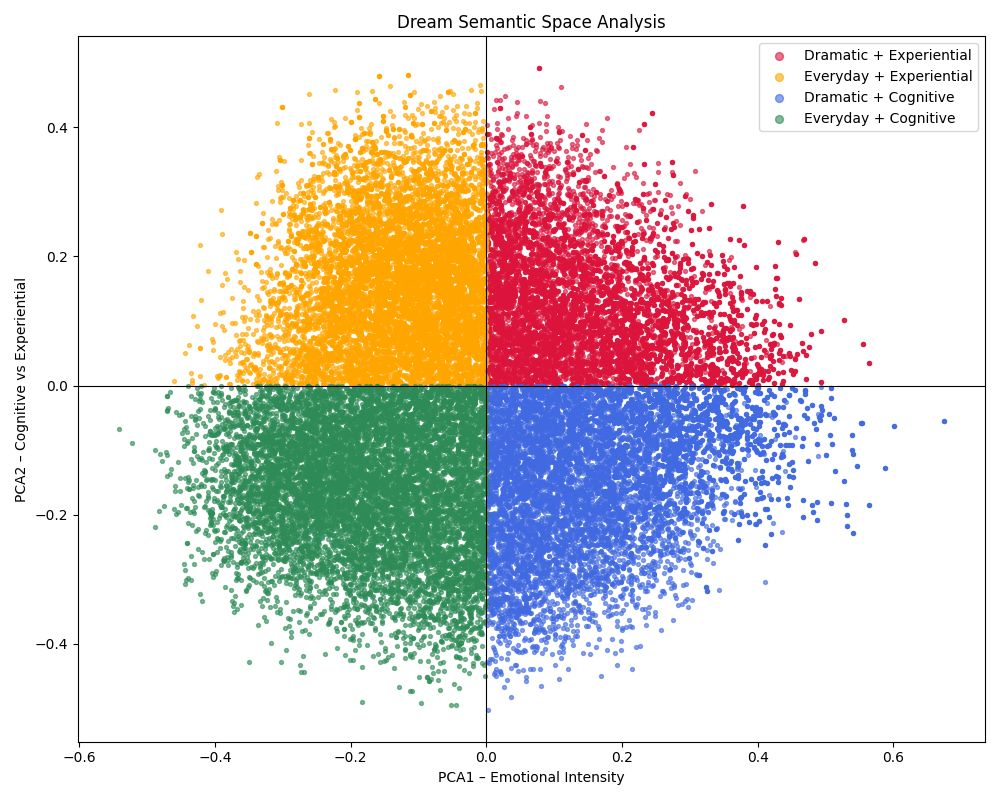 Dream Semantic Space Analysis
Dramatic + Experiential
Everyday + Experiential
Dramatic + Cognitive
Everyday + Cognitive
PCA2 – Cognitive vs Experiential
0.4
0.2
0.0
−0.2
−0.4
−0.6 −0.4 −0.2 0.0 0.2 0.4 0.6
PCA1 – Emotional Intensity